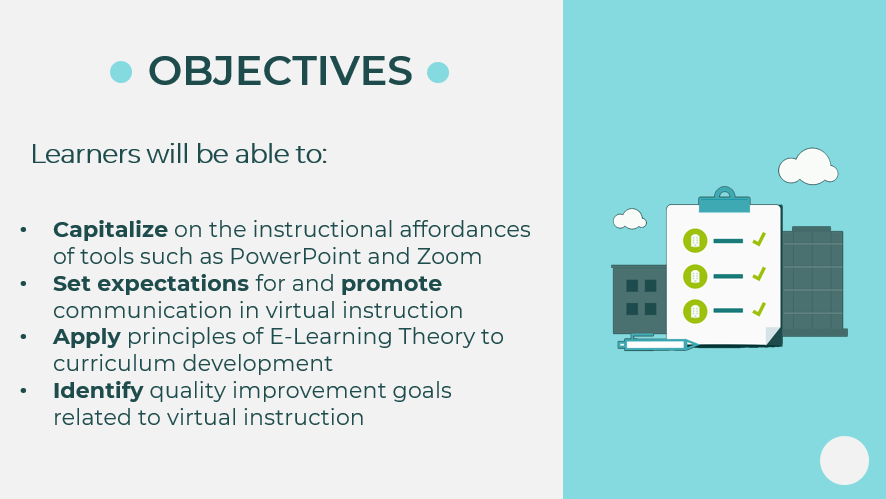 OBJECTIVES
Learners will be able to:
• Capitalize on the instructional affordances
of tools such as PowerPoint and Zoom
• Set expectations for and promote
communication in virtual instruction
• Apply principles of E-Learning Theory to
curriculum development
• Identify quality improvement goals
related to virtual instruction